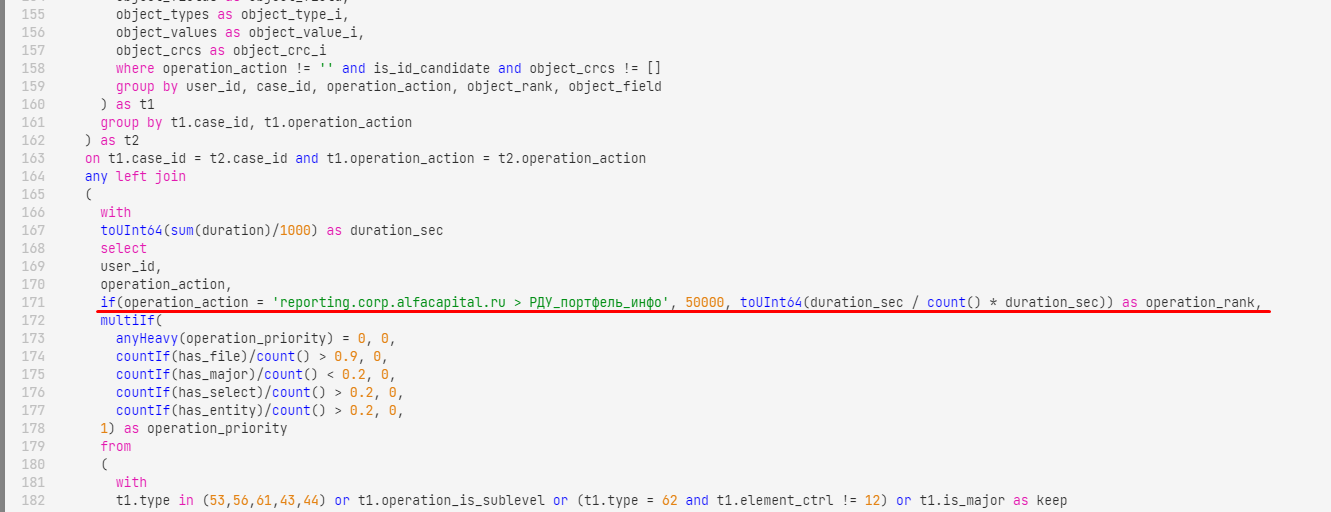 155 object_types as object_type_i,
156 object_values as object_value_i,
157 object_crcs as object_crc_i
158 where operation_action != '' and is_id_candidate and object_crcs != []
159 group by user_id, case_id, operation_action, object_rank, object_field
160 ) as t1
161 group by t1.case_id, t1.operation_action
162 ) as t2
163 on t1.case_id = t2.case_id and t1.operation_action = t2.operation_action
164 any left join
165 (
166 with
167 toUInt64(sum(duration)/1000) as duration_sec
168 select
169 user_id,
170 operation_action,
171 if(operation_action = 'reporting.corp.alfacapital.ru > РДУ_портфель_инфо', 50000, toUInt64(duration_sec / count() * duration_sec)) as operation_rank,
172 multiIf(
173 anyHeavy(operation_priority) = 0, 0,
174 countIf(has_file)/count() > 0.9, 0,
175 countIf(has_major)/count() < 0.2, 0,
176 countIf(has_select)/count() > 0.2, 0,
177 countIf(has_entity)/count() > 0.2, 0,
178 1) as operation_priority
179 from
180 (
181 with
182 t1.type in (53,56,61,43,44) or t1.operation_is_sublevel or (t1.type = 62 and t1.element_ctrl != 12) or t1.is_major as keep